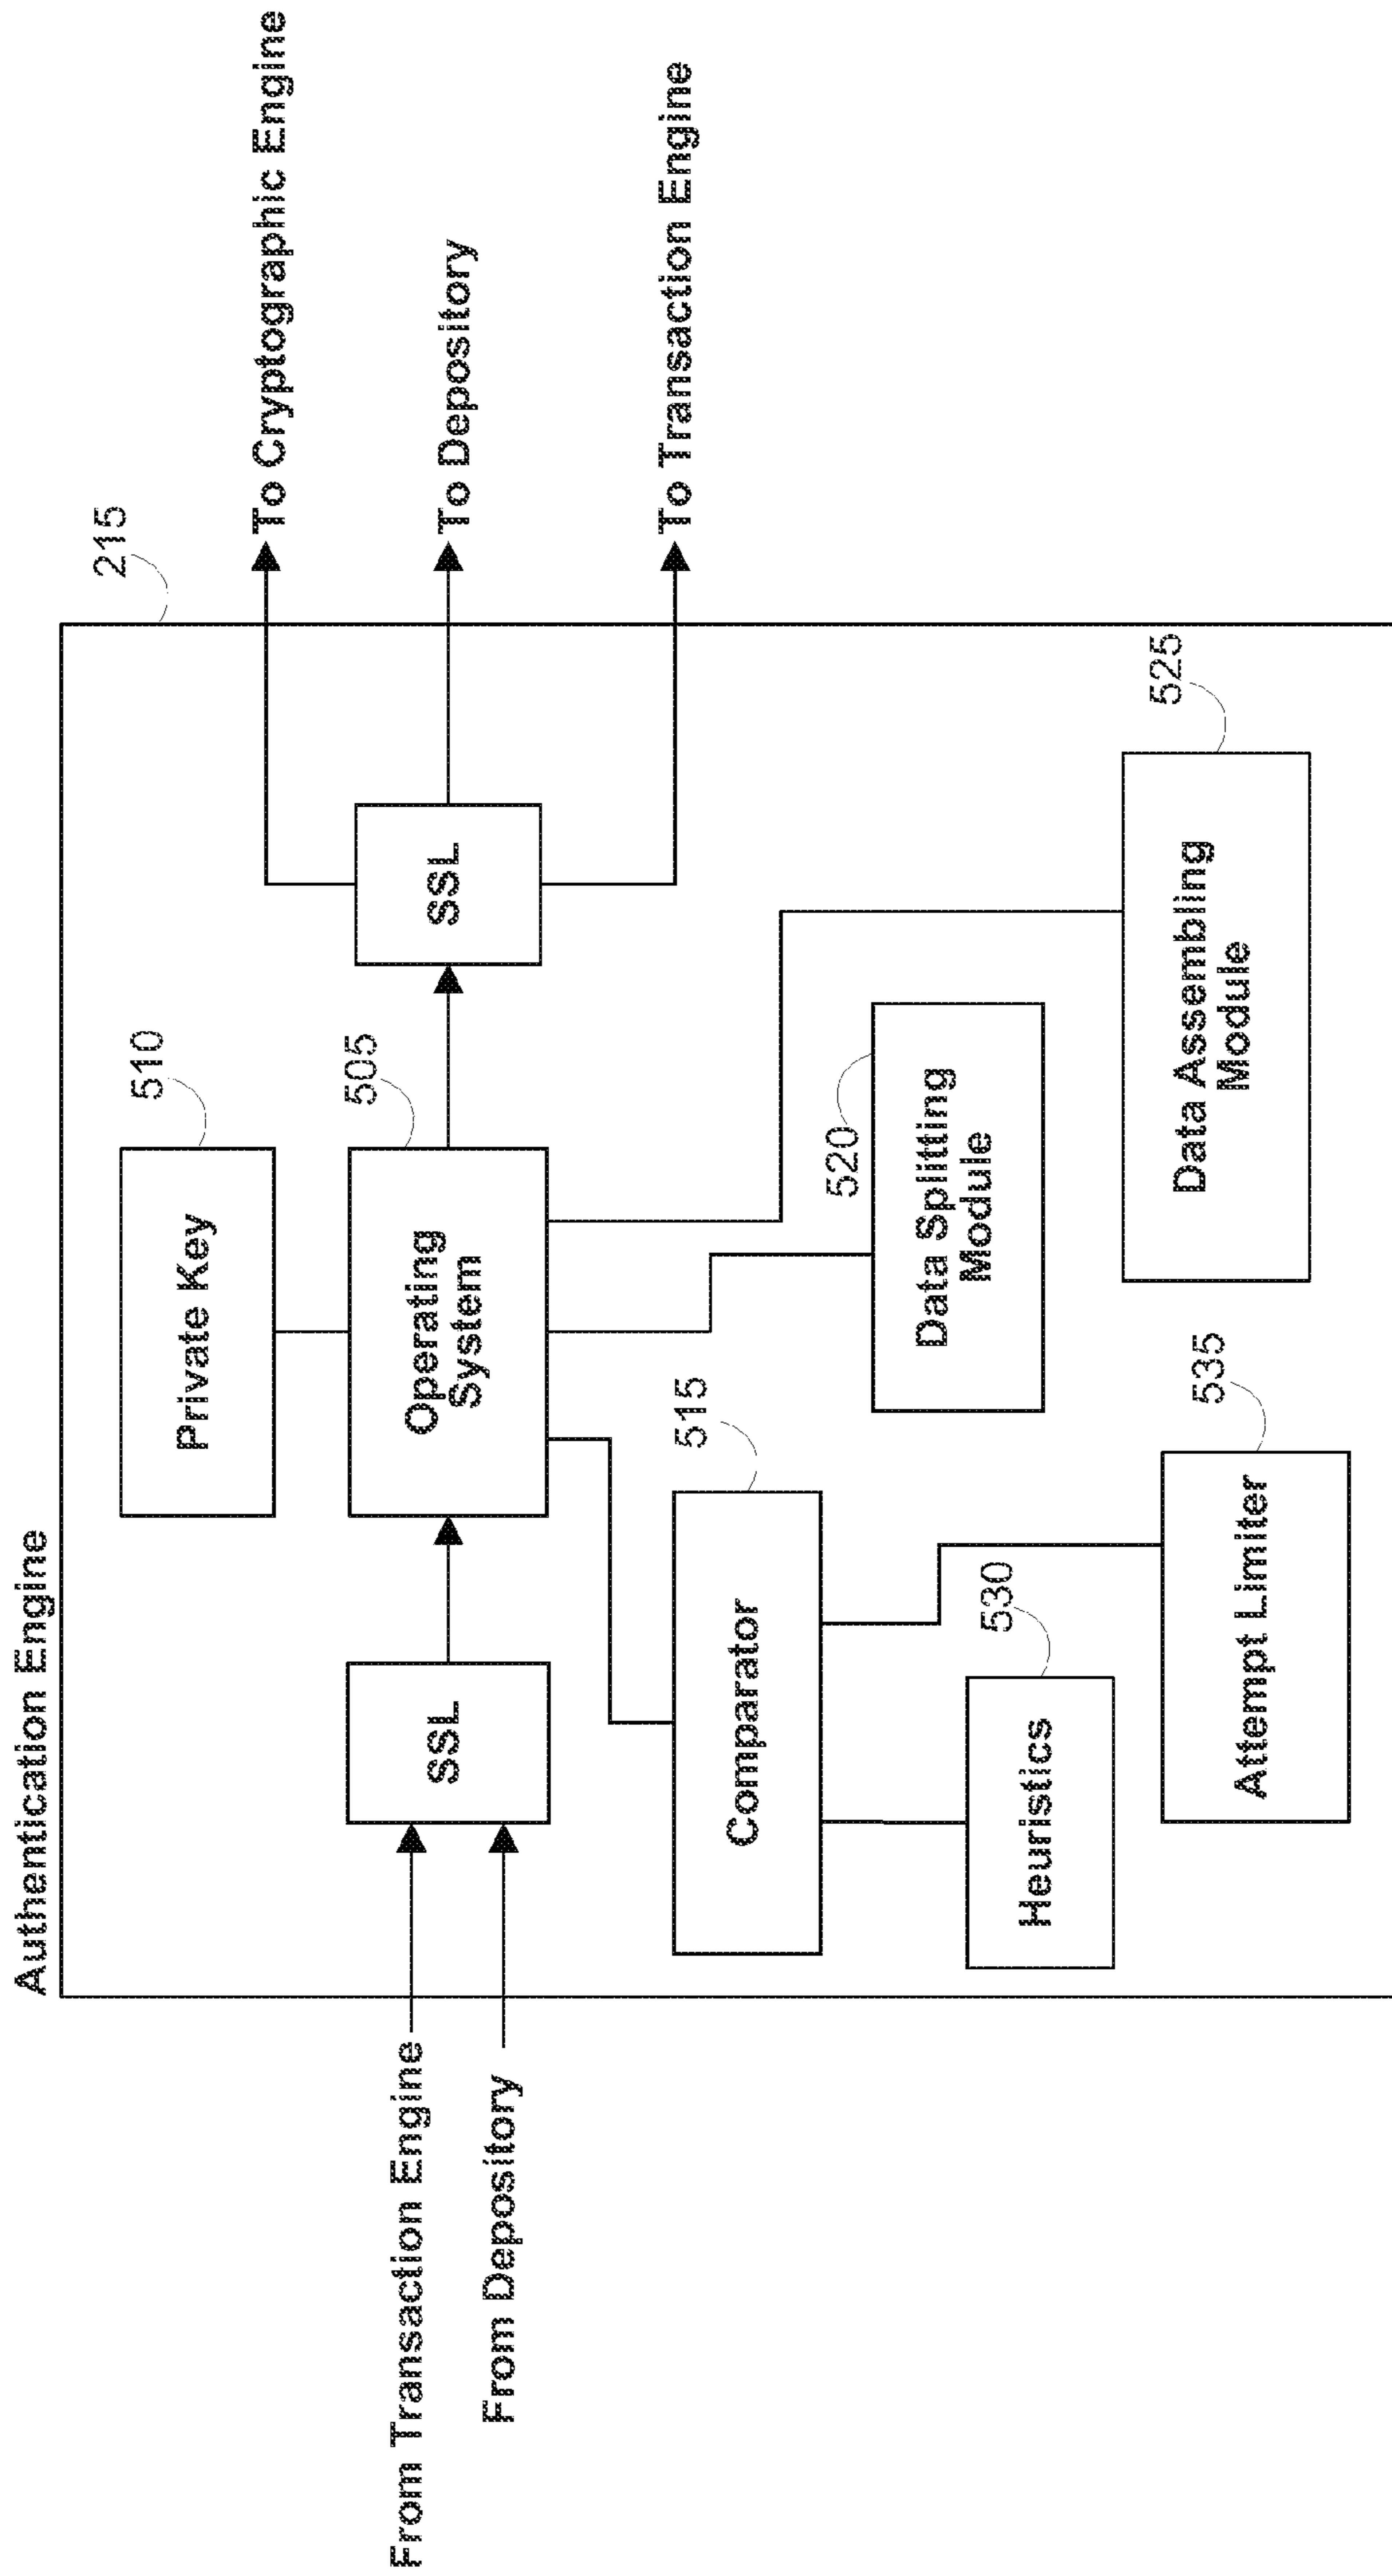 Authentication Engine
215
Private Key
510
To Cryptographic Engine
From Transaction Engine
From Depository
SSL
Operating
System
505
SSL
To Depository
To Transaction Engine
Comparator
515
Data Splitting
Module
520
Heuristics
530
Attempt Limiter
535
Data Assembling
Module
525